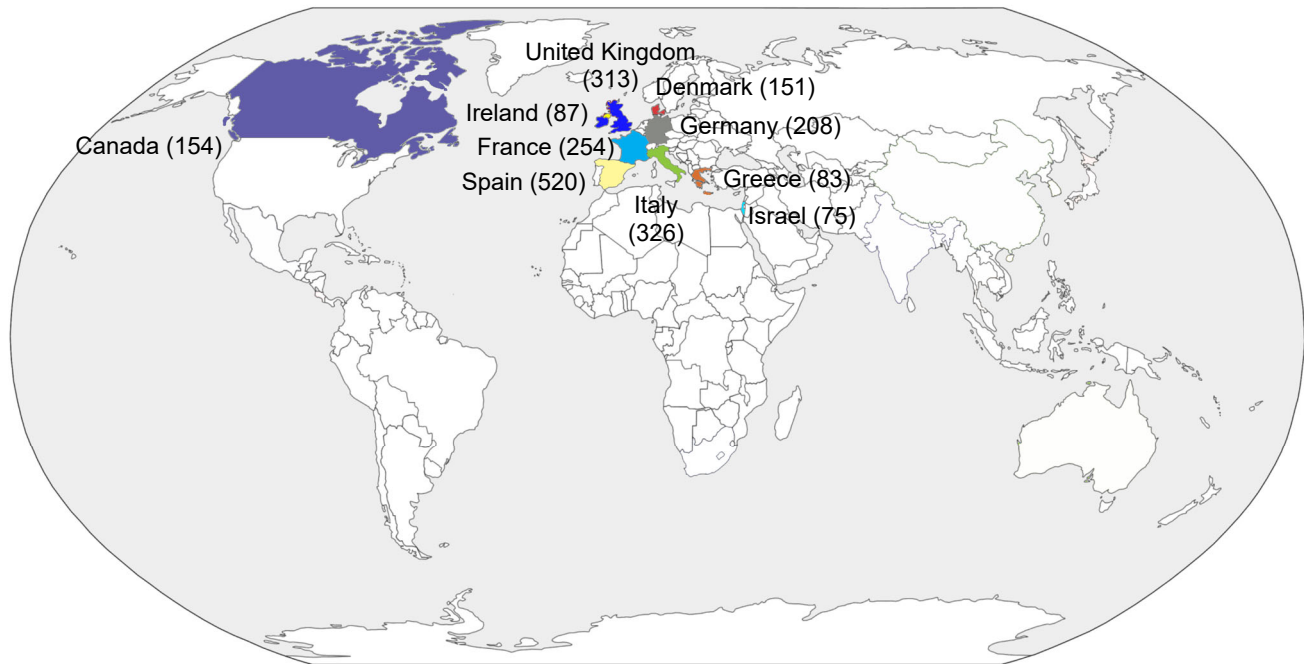 United Kingdom
(313)
Denmark (151)
Ireland (87)
Germany (208)
Canada (154)
France (254)
Spain (520)
Greece (83)
Italy
(326)
Israel (75)